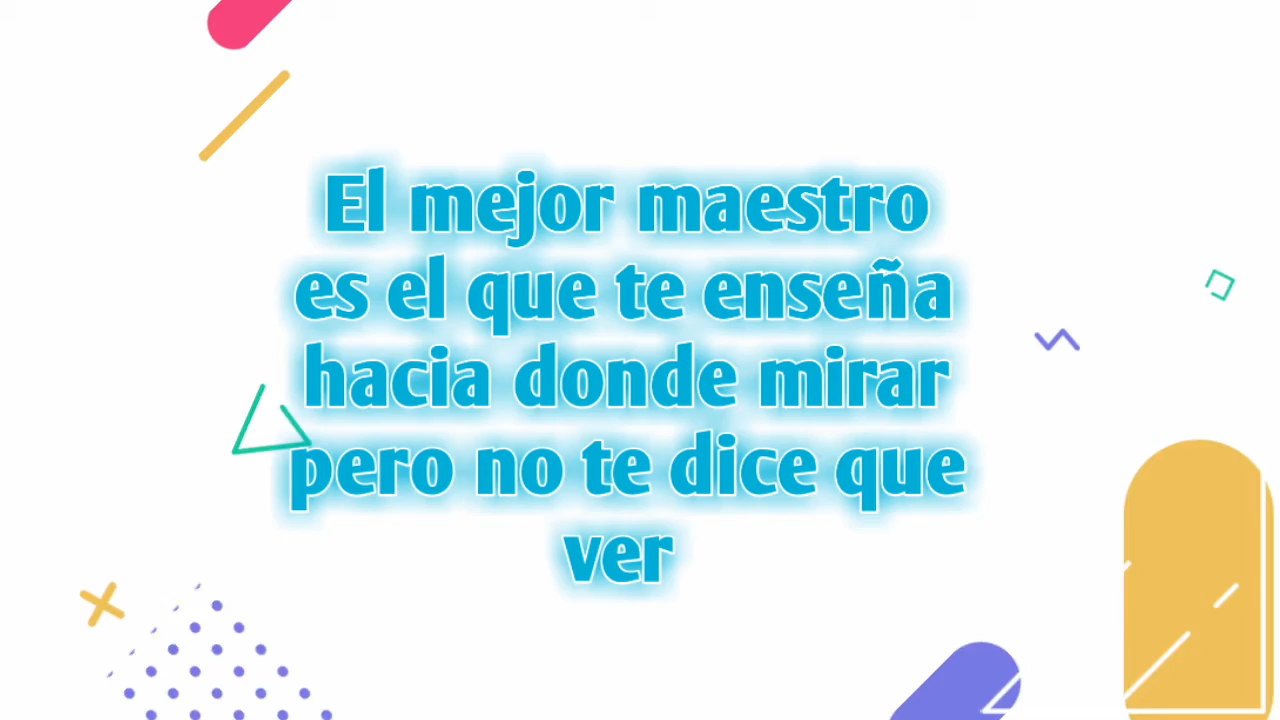 El mejor maestro
es el que te enseña
hacia donde mirar
pero no te dice que
ver